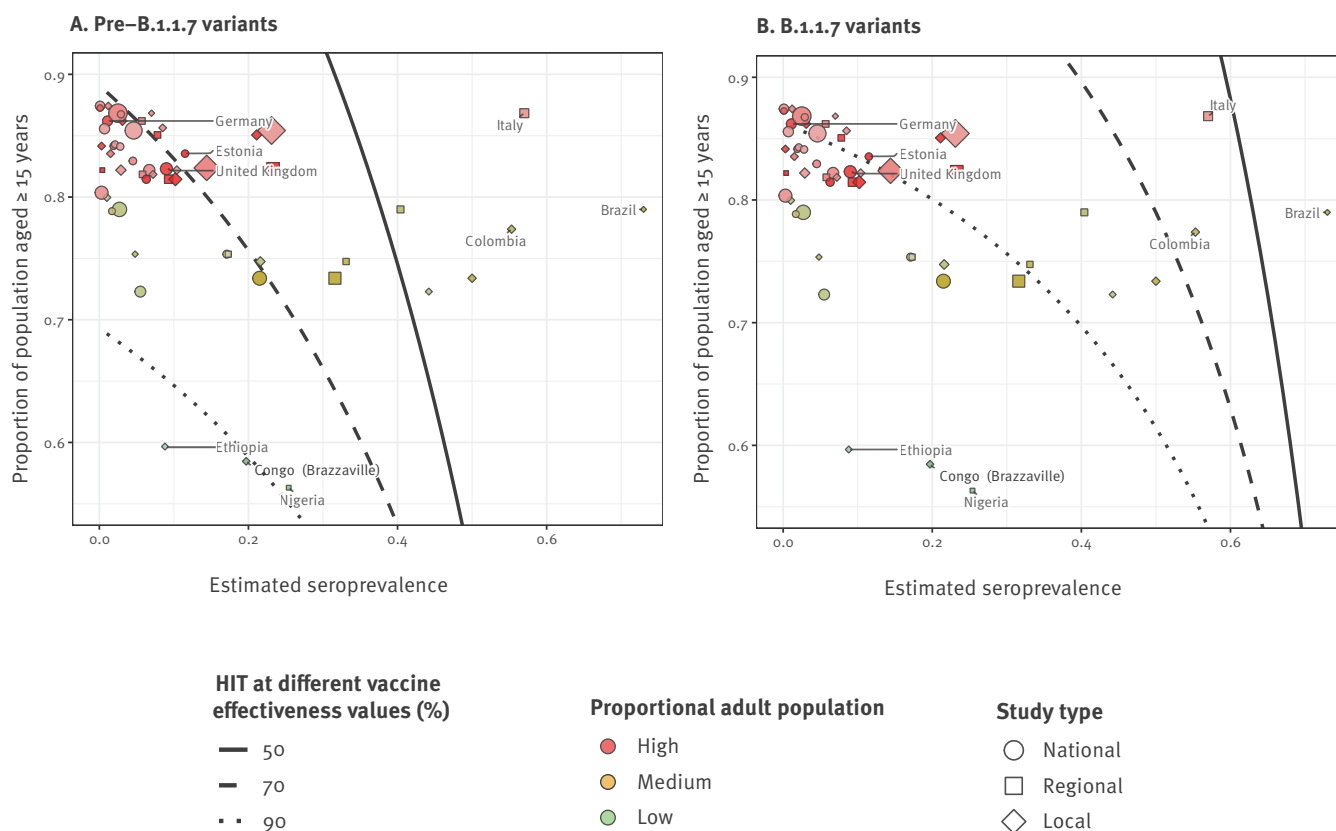 A. Pre–B.1.1.7 variants
Proportion of population aged ≥ 15 years
0.9
0.8
0.7
0.6
Germany
Estonia
United Kingdom
Italy
Brazil
Colombia
Ethiopia
Congo (Brazzaville)
Nigeria
0.0 0.2 0.4 0.6
Estimated seroprevalence
B. B.1.1.7 variants
Proportion of population aged ≥ 15 years
0.9
0.8
0.7
0.6
Italy
Germany
Estonia
United Kingdom
Brazil
Colombia
Ethiopia
Congo (Brazzaville)
Nigeria
0.0 0.2 0.4 0.6
Estimated seroprevalence
HIT at different vaccine
effectiveness values (%)
50
70
90
Proportional adult population
High
Medium
Low
Study type
National
Regional
Local